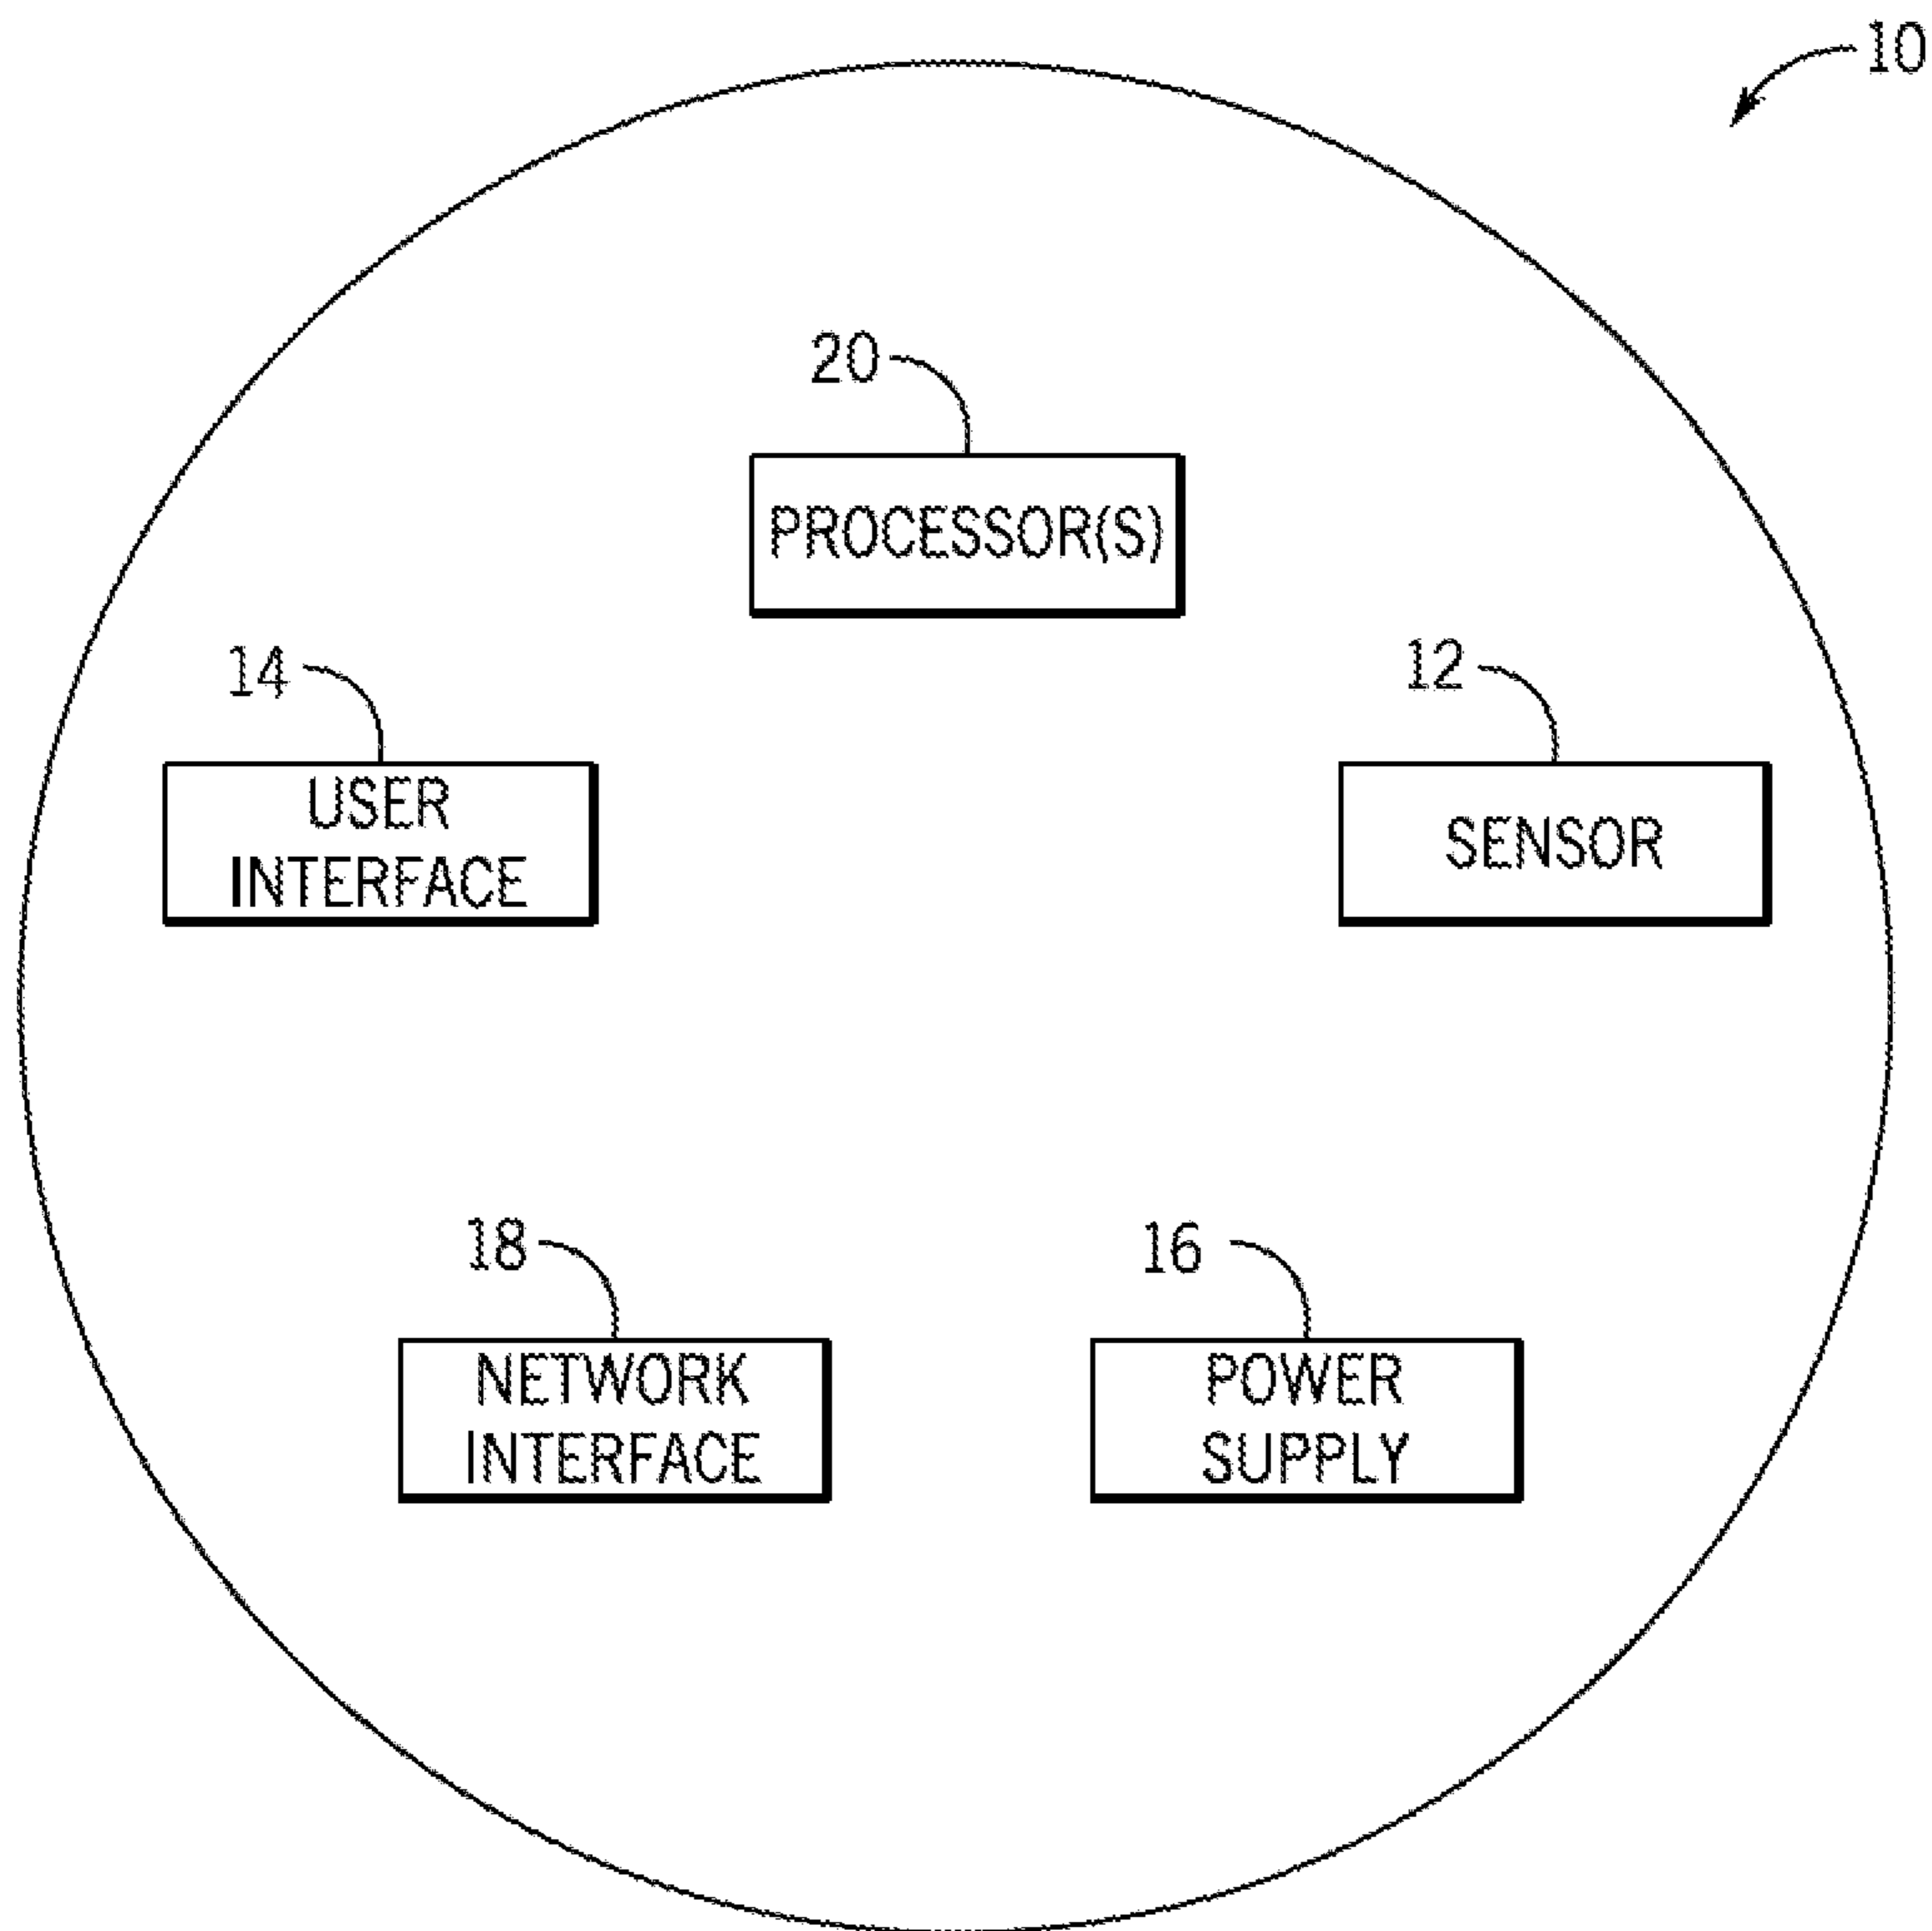 10
20
PROCESSOR(S)
14
USER
INTERFACE
12
SENSOR
18
NETWORK
INTERFACE
16
POWER
SUPPLY